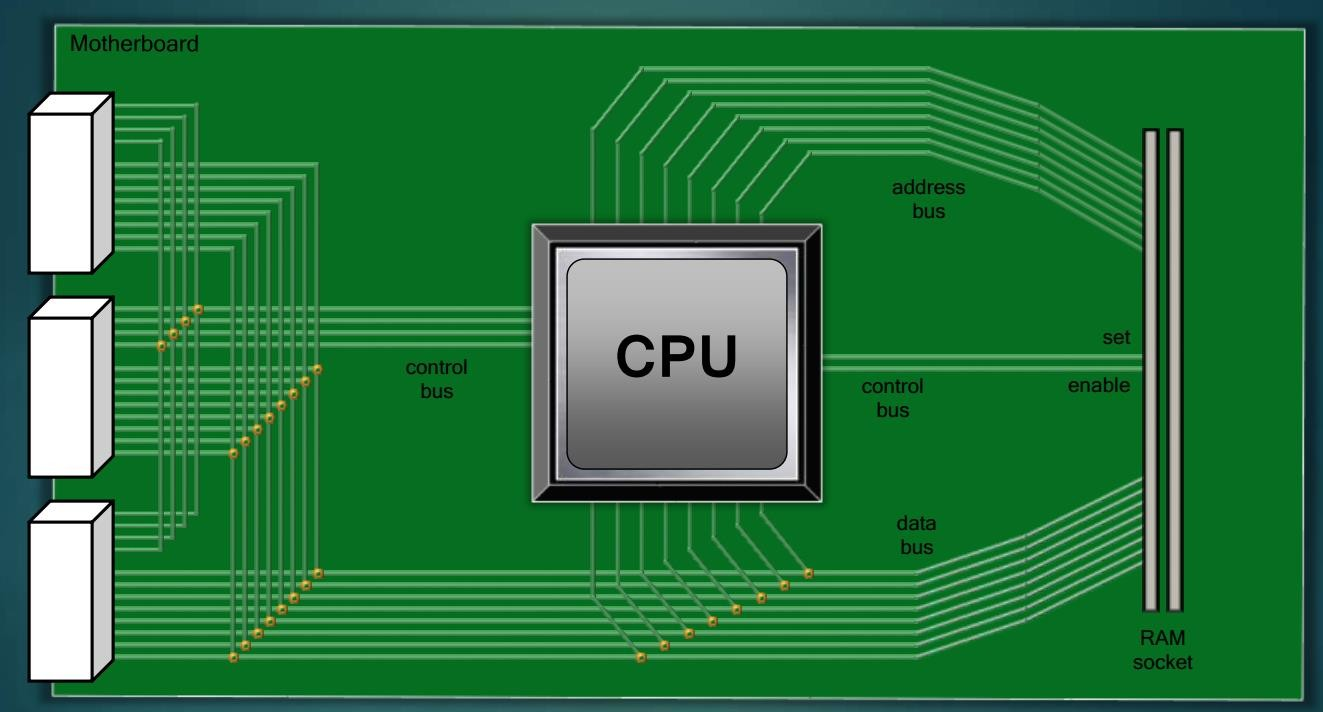 Motherboard
address
bus
CPU
set
control
bus
enable
control
bus
data
bus
RAM
socket